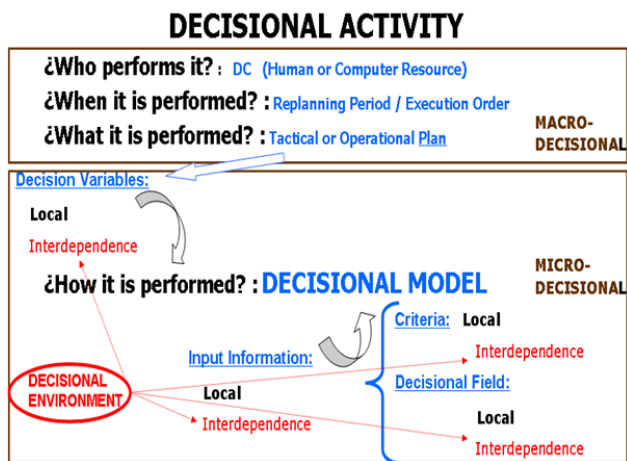 DECISIONAL ACTIVITY
¿Who performs it? : DC (Human or Computer Resource)
¿When it is performed? : Replanning Period / Execution Order
¿What it is performed? : Tactical or Operational Plan
MACRO-
DECISIONAL
Decision Variables:
Local
Interdependence
¿How it is performed? : DECISIONAL MODEL
MICRO-
DECISIONAL
Criteria: Local
Interdependence
Input Information:
Decisional Field:
DECISIONAL
ENVIRONMENT
Local
Interdependence
Local
Interdependence